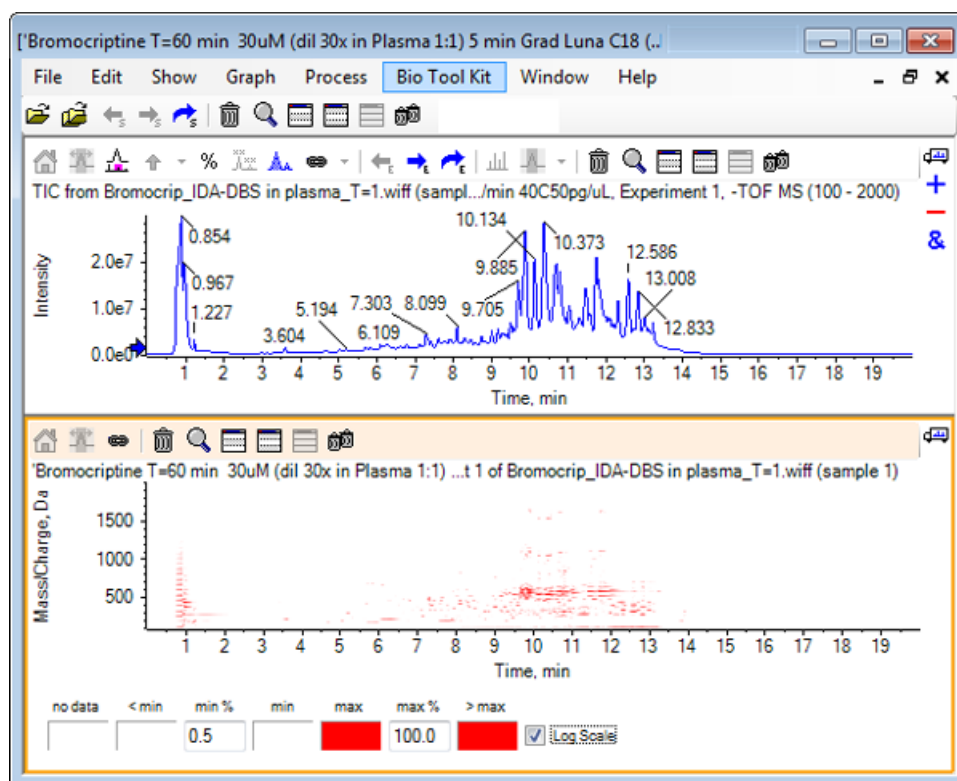 ['Bromocriptine T=60 min 30uM (dil 30x in Plasma 1:1) 5 min Grad Luna C18 (..
File Edit Show Graph Process Bio Tool Kit Window Help
TIC from Bromocrip_IDA-DBS in plasma_T=1.wiff (sampl.../min 40C50pg/uL, Experiment 1, -TOF MS (100 - 2000)
Intensity
2.0e7
1.0e7
0.0e0
0.854
0.967
1.227
3.604
5.194
6.109
7.303
8.099
9.705
9.885
10.134
10.373
12.586
13.008
12.833
1 2 3 4 5 6 7 8 9 10 11 12 13 14 15 16 17 18 19
Time, min
'Bromocriptine T=60 min 30uM (dil 30x in Plasma 1:1) ...t 1 of Bromocrip_IDA-DBS in plasma_T=1.wiff (sample 1)
Mass/Charge, Da
1500
1000
500
1 2 3 4 5 6 7 8 9 10 11 12 13 14 15 16 17 18 19
Time, min
no data < min min % min max max % > max
0.5 100.0 Log Scale